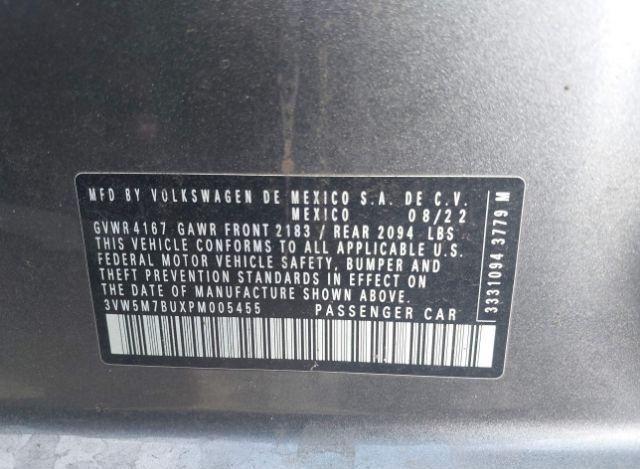 MFD BY VOLKSWAGEN DE MEXICO S.A. DE C.V.
MEXICO 08/22
GVWR 4167 GAWR FRONT 2183 / REAR 2094 LBS
THIS VEHICLE CONFORMS TO ALL APPLICABLE U.S.
FEDERAL MOTOR VEHICLE SAFETY, BUMPER AND
THEFT PREVENTION STANDARDS IN EFFECT ON
THE DATE OF MANUFACTURE SHOWN ABOVE.
3VW5M7BUXPM005455 PASSENGER CAR
3331094 3779 M